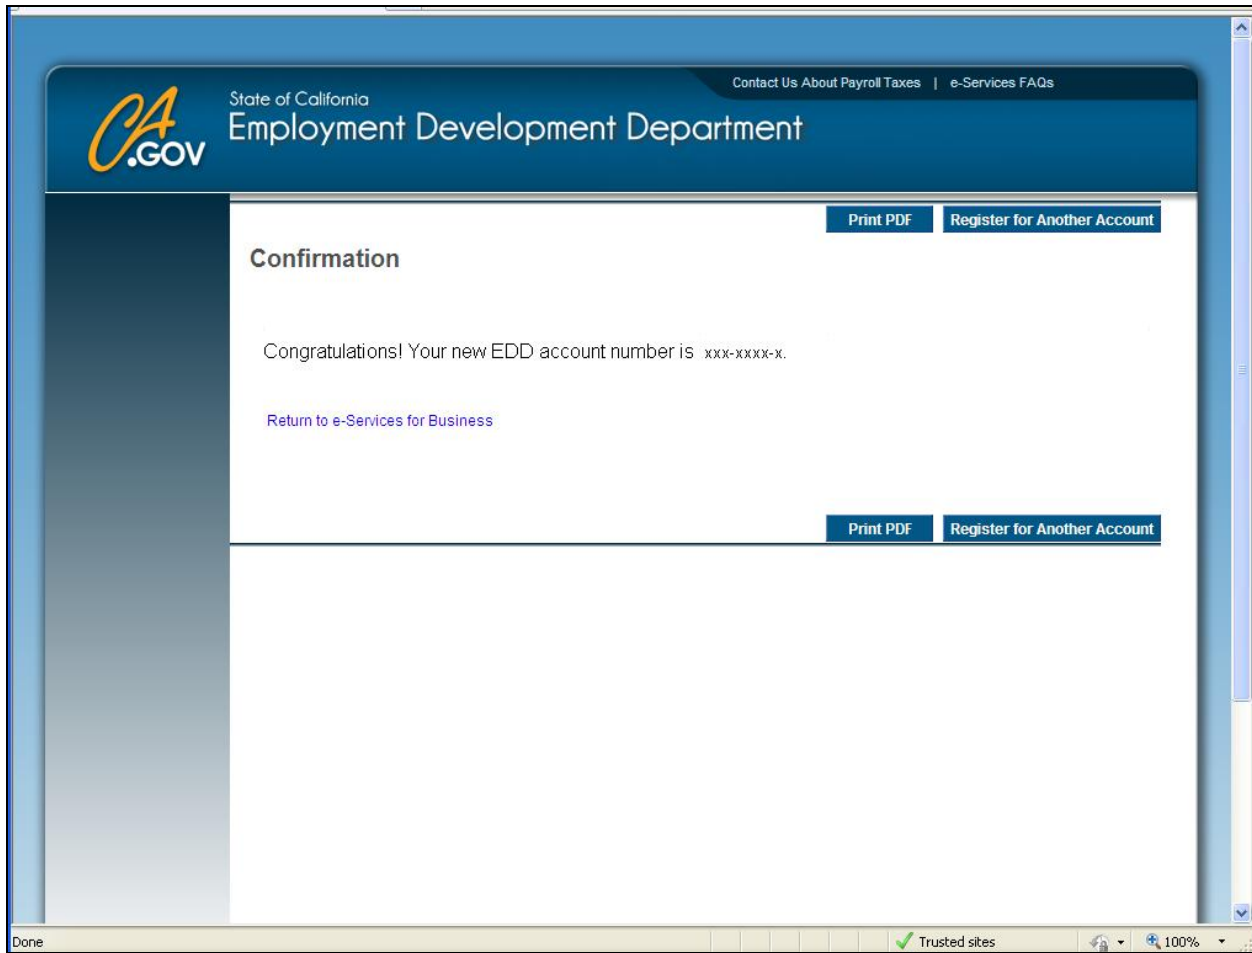 Contact Us About Payroll Taxes | e-Services FAQs
CA
.GOV
State of California
Employment Development Department
Print PDF
Register for Another Account
Confirmation
Congratulations! Your new EDD account number is xxx-xxxx-x.
Return to e-Services for Business
Print PDF
Register for Another Account
Done
Trusted sites
100%